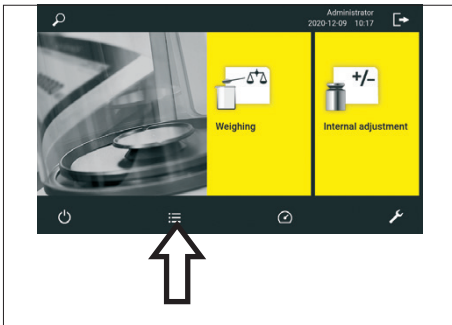 Administrator
2020-12-09 10:17
+/-
Weighing
Internal adjustment